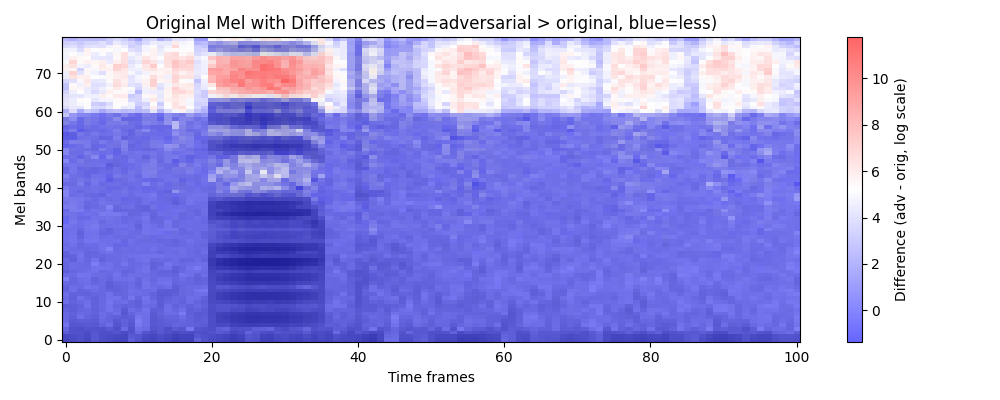 Original Mel with Differences (red=adversarial > original, blue=less)
Mel bands
70
60
50
40
30
20
10
0
0 20 40 60 80 100
Time frames
10
8
6
4
2
0
Difference (adv - orig, log scale)